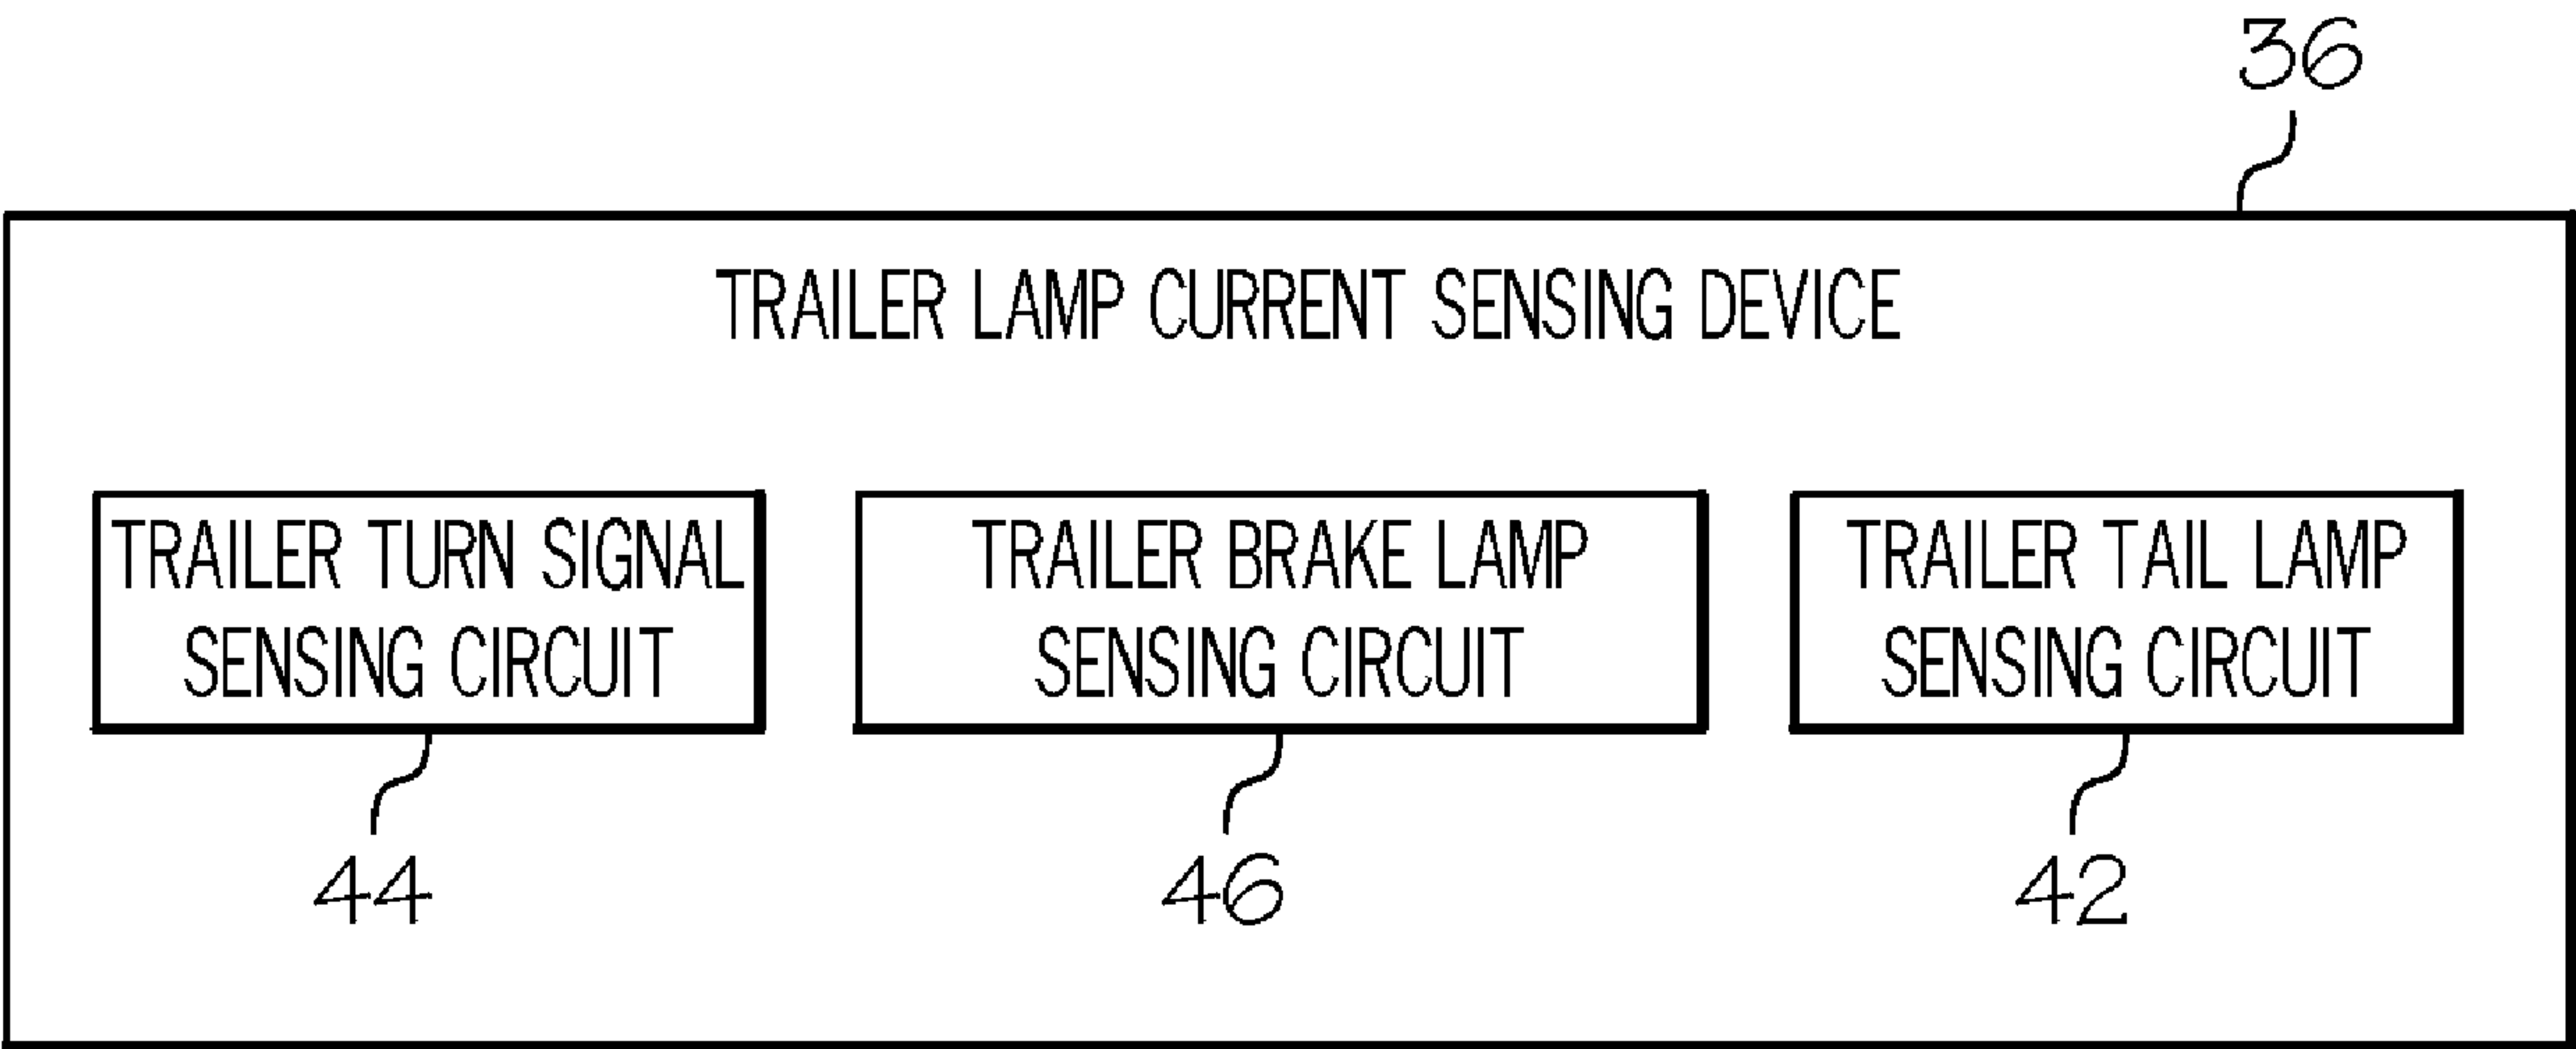 36
TRAILER LAMP CURRENT SENSING DEVICE
TRAILER TURN SIGNAL
SENSING CIRCUIT
44
TRAILER BRAKE LAMP
SENSING CIRCUIT
46
TRAILER TAIL LAMP
SENSING CIRCUIT
42